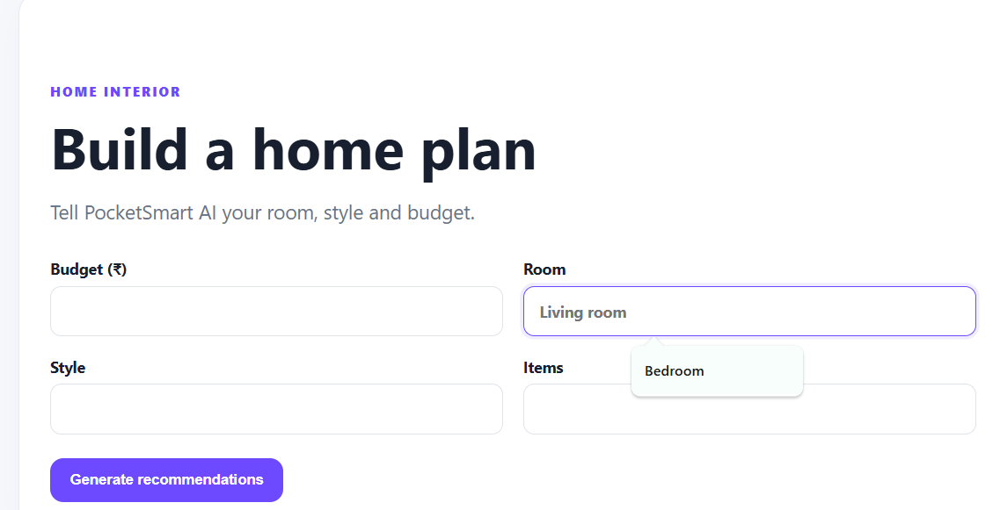 HOME INTERIOR
Build a home plan
Tell PocketSmart AI your room, style and budget.
Budget (₹)
Room
Living room
Style
Items
Bedroom
Generate recommendations